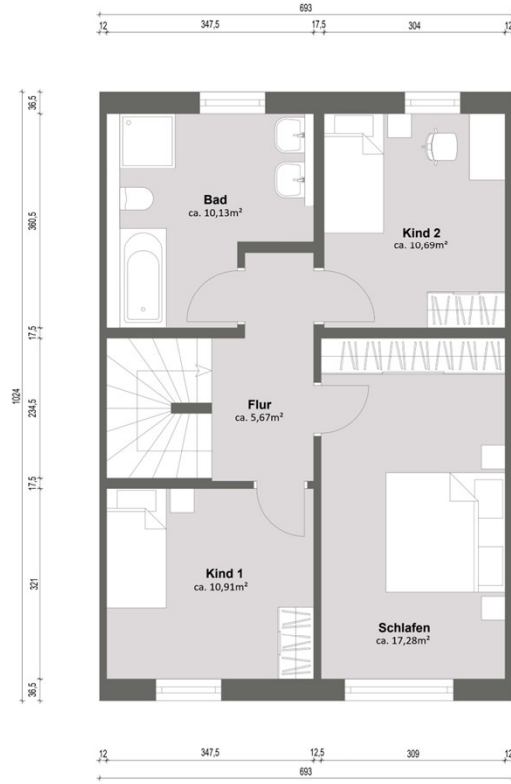 693
12 347,5 17,5 304 12
36,5
360,5
17,5
234,5
17,5
321
36,5
1024
Bad
ca. 10,13m²
Kind 2
ca. 10,69m²
Flur
ca. 5,67m²
Kind 1
ca. 10,91m²
Schlafen
ca. 17,28m²
12 347,5 12,5 309 12
693